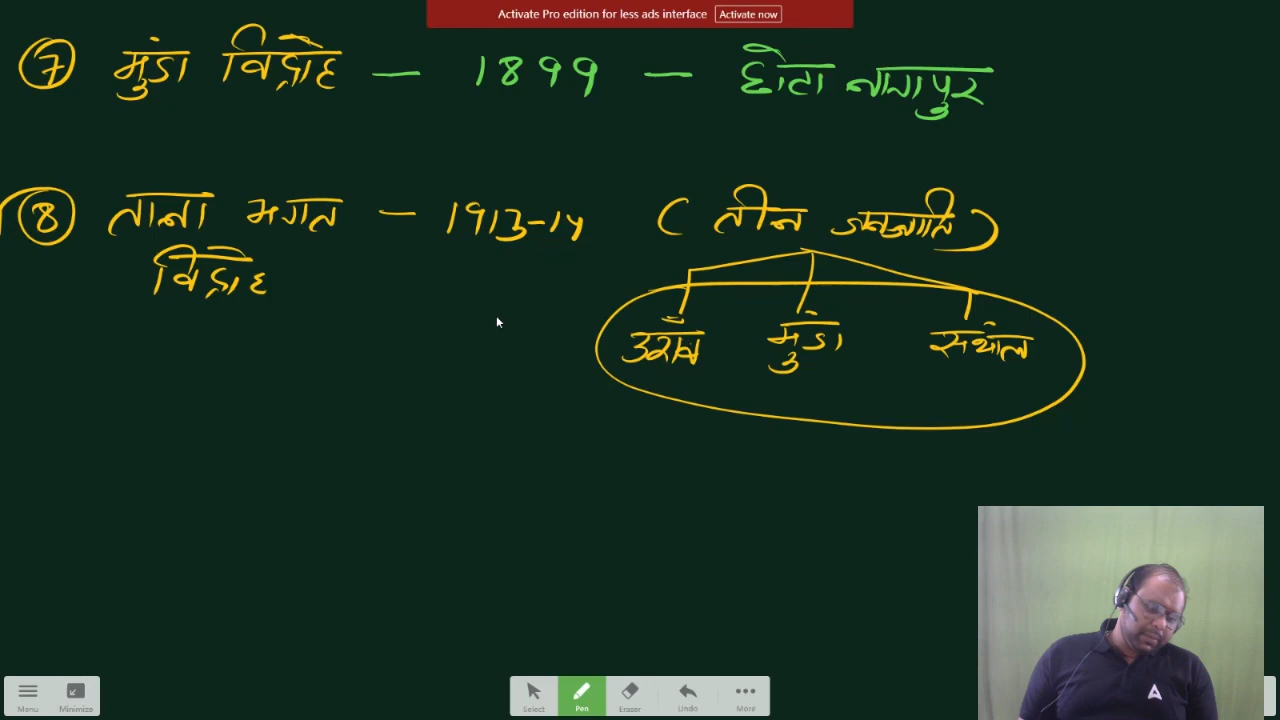 Activate Pro edition for less ads interface Activate now
7 मुंडा विद्रोह — 1899 — छोटा नागपुर
8 ताना भगत — 1913-14 (तीन जनजाति)
विद्रोह
उरांव मुंडा संथाल
Menu Minimize Select Pen Eraser Undo More